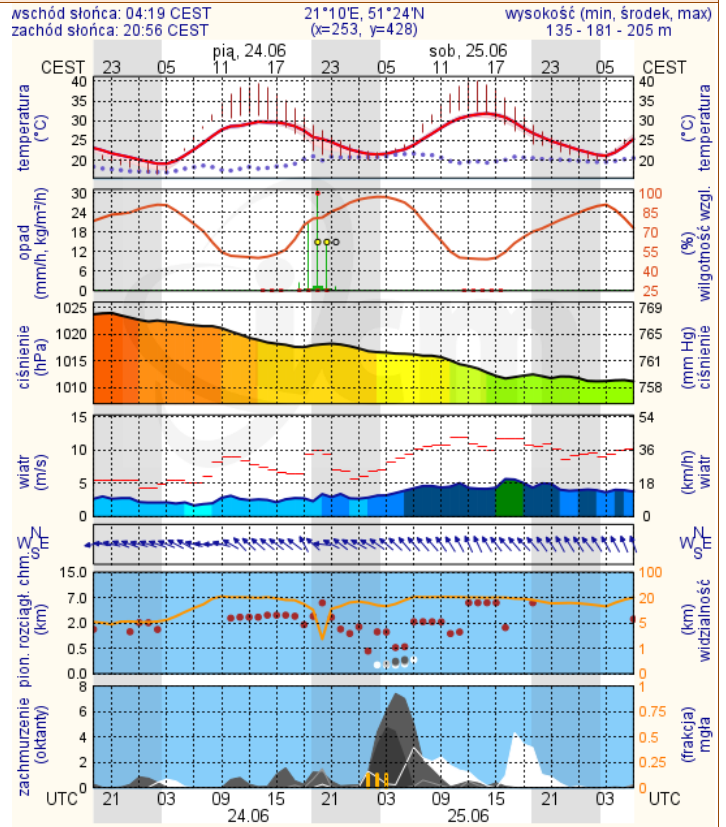 wschód słońca: 04:19 CEST 21°10'E, 51°24'N wysokość (min, środek, max)
zachód słońca: 20:56 CEST (x=253, y=428) 135 - 181 - 205 m
pią, 24.06 sob, 25.06
CEST 23 05 11 17 23 05 11 17 23 05 CEST
temperatura
(°C)
40 40
35 35
30 30
25 25
20 20
(°C)
temperatura
opad
(mm/h, kg/m²/h)
30 100
24 85
18 70
12 55
6 40
0 25
(%)
wilgotność wzgl.
ciśnienie
(hPa)
1025 769
1020 765
1015 761
1010 758
(mm Hg)
ciśnienie
wiatr
(m/s)
15 54
10 36
5 18
0 0
(km/h)
wiatr
N
W E
S
N
W E
S
pion. rozciągł. chm
(km)
15.0 100
7.0 20
2.0 5
0.5 1
0.0 0
(km)
widzialność
zachmurzenie
(oktanty)
8 1
6 0.75
4 0.5
2 0.25
0 0
(frakcja)
mgła
UTC 21 03 09 15 21 03 09 15 21 03 UTC
24.06 25.06